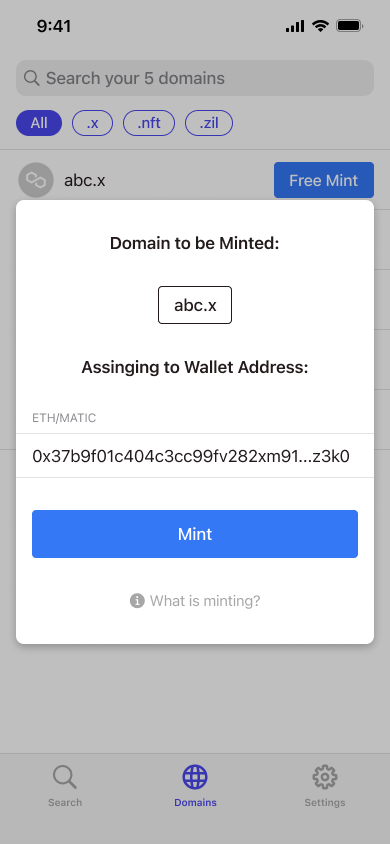 9:41
Search your 5 domains
All
.x
.nft
.zil
abc.x
Free Mint
Domain to be Minted:
abc.x
Assinging to Wallet Address:
ETH/MATIC
0x37b9f01c404c3cc99fv282xm91...z3k0
Mint
What is minting?
Search
Domains
Settings